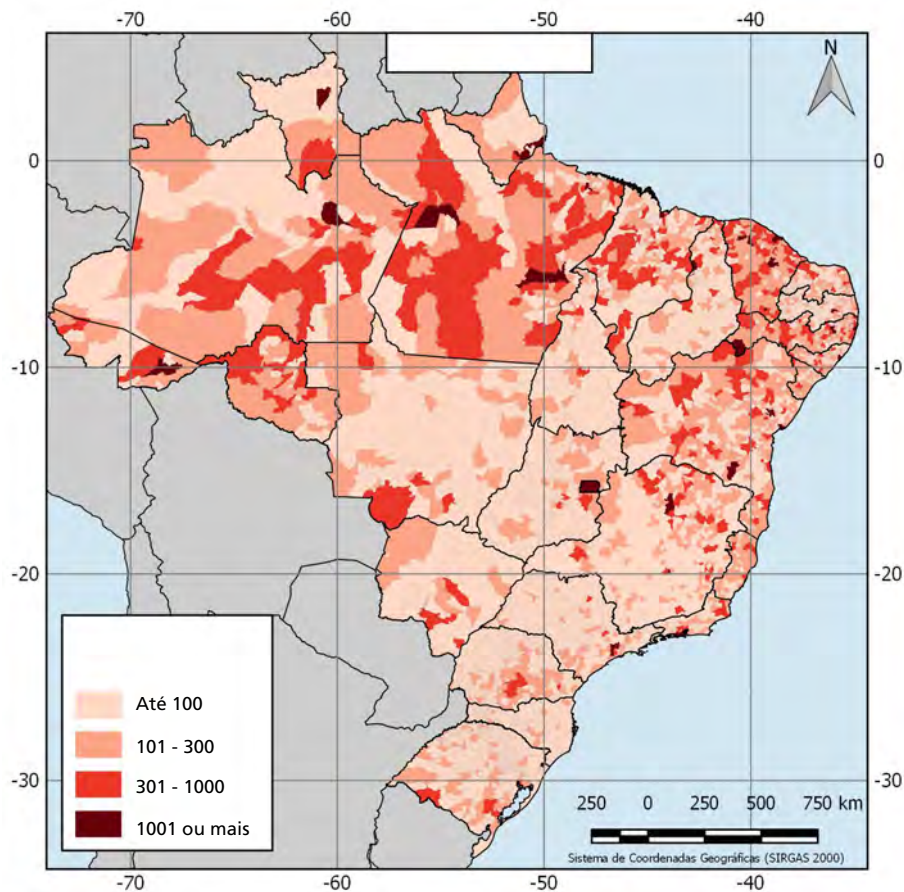 -70 -60 -50 -40
N
0 0
-10 -10
-20 -20
-30 -30
Até 100
101 - 300
301 - 1000
1001 ou mais
250 0 250 500 750 km
Sistema de Coordenadas Geográficas (SIRGAS 2000)
-70 -60 -50 -40